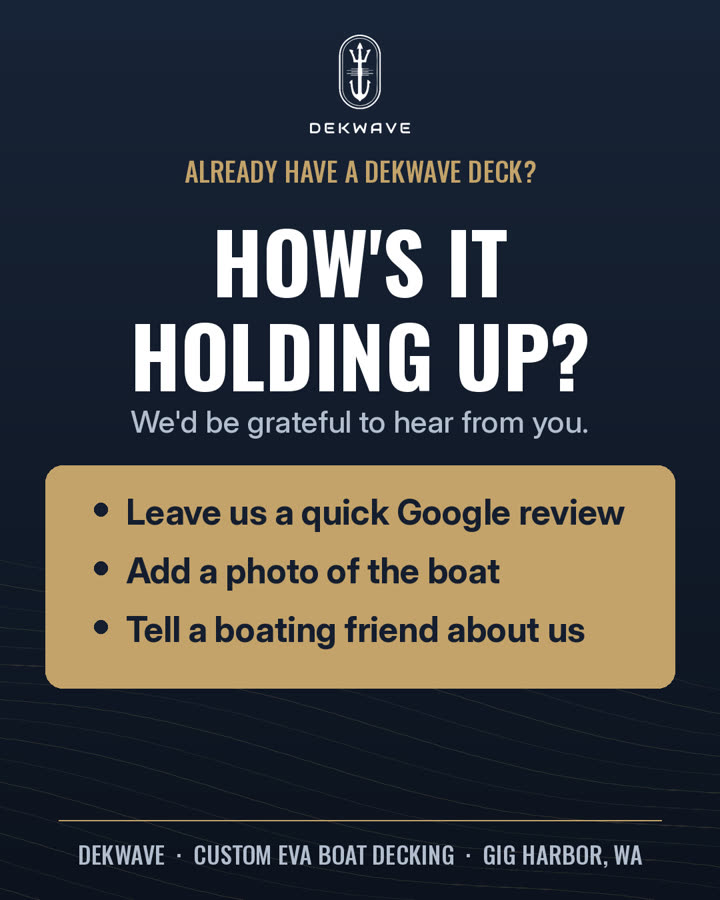 DEKWAVE
ALREADY HAVE A DEKWAVE DECK?
HOW'S IT
HOLDING UP?
We'd be grateful to hear from you.
• Leave us a quick Google review
• Add a photo of the boat
• Tell a boating friend about us
DEKWAVE · CUSTOM EVA BOAT DECKING · GIG HARBOR, WA